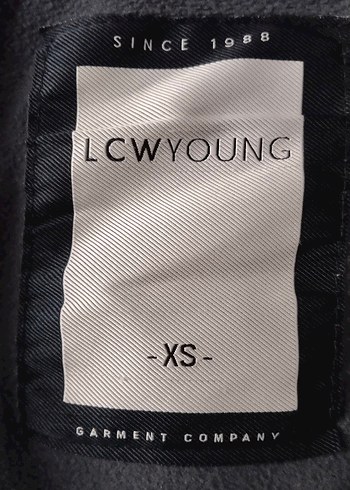 SINCE 1988
LCWYOUNG
-XS-
GARMENT COMPANY